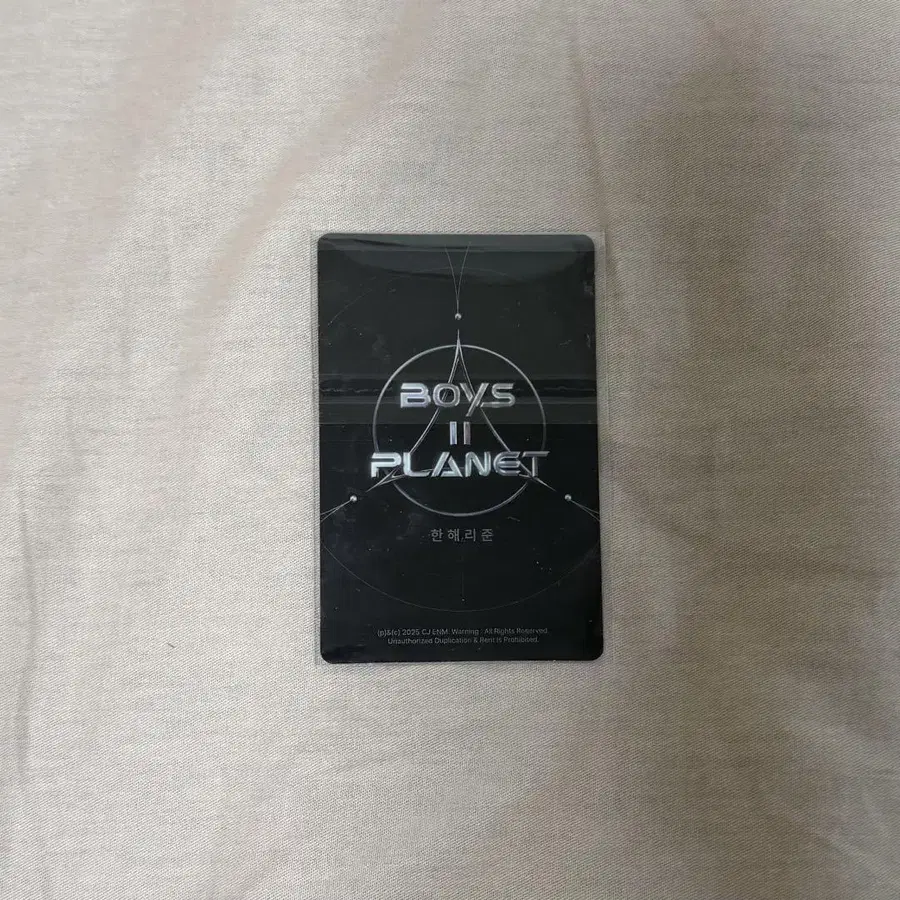 BOYS
II
PLANET
한해리준
(p)&(c) 2025 CJ ENM. Warning : All Rights Reserved.
Unauthorized Duplication & Rent is Prohibited.